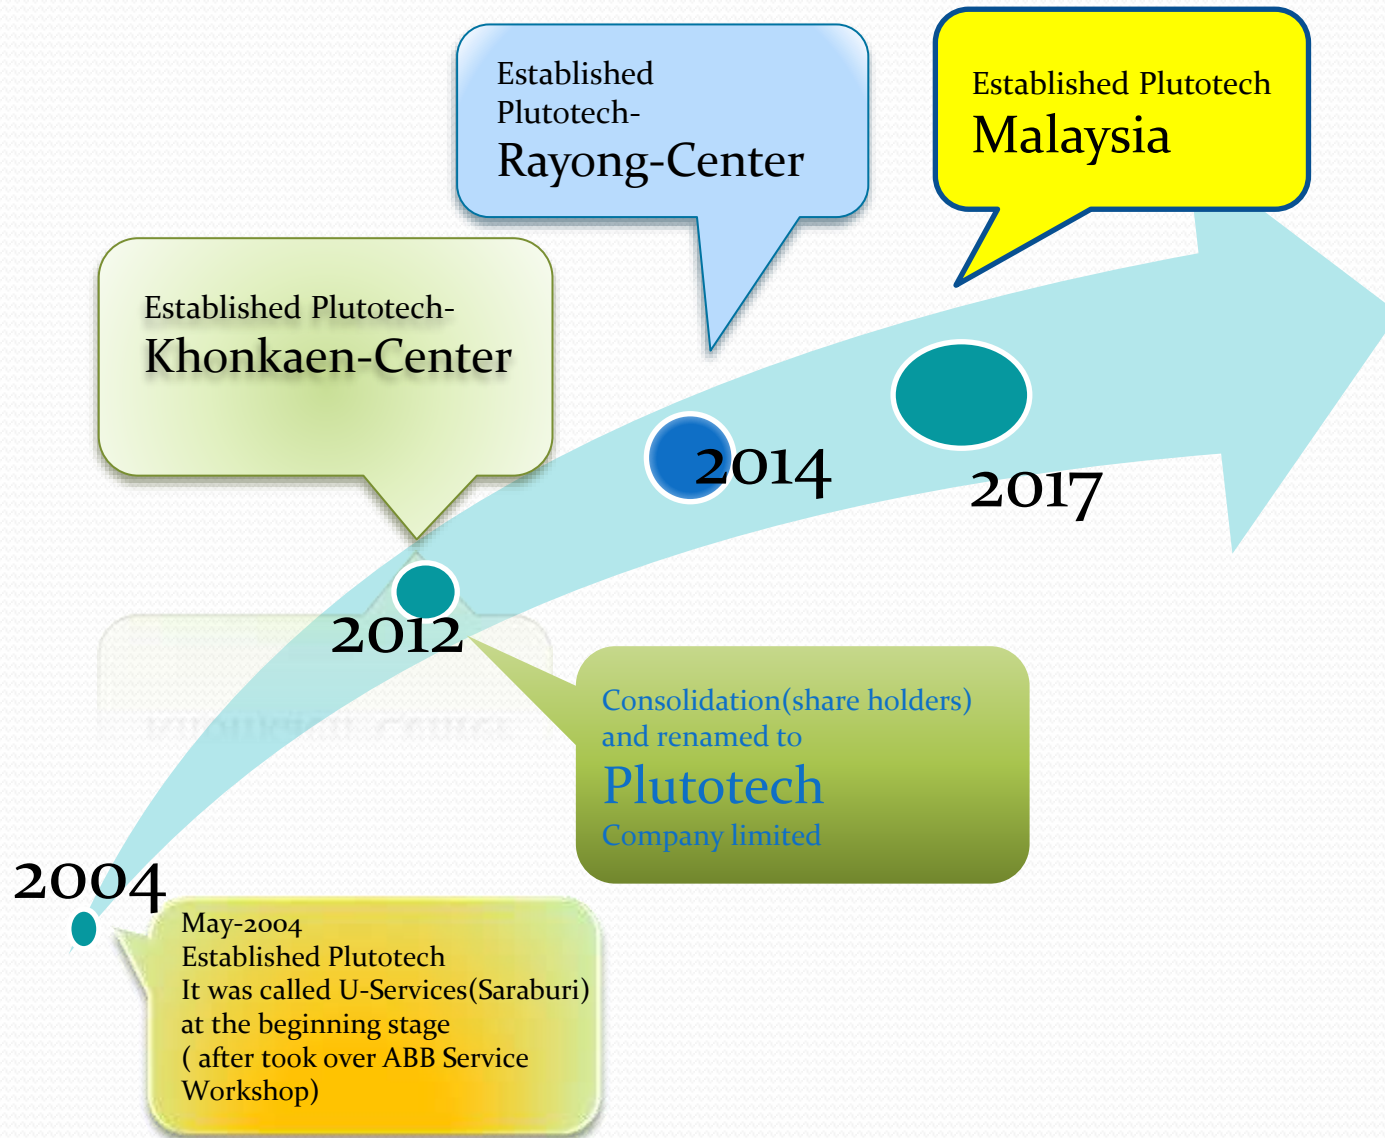 Established
Plutotech-
Rayong-Center
Established Plutotech
Malaysia
Established Plutotech-
Khonkaen-Center
2014
2017
2012
Consolidation(share holders)
and renamed to
Plutotech
Company limited
2004
May-2004
Established Plutotech
It was called U-Services(Saraburi)
at the beginning stage
( after took over ABB Service
Workshop)